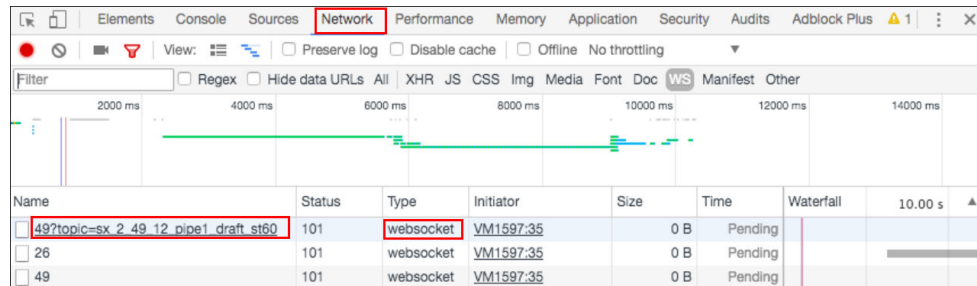 Elements Console Sources Network Performance Memory Application Security Audits Adblock Plus 1
View: Preserve log Disable cache Offline No throttling
Filter Regex Hide data URLs All XHR JS CSS Img Media Font Doc WS Manifest Other
2000 ms 4000 ms 6000 ms 8000 ms 10000 ms 12000 ms 14000 ms
Name Status Type Initiator Size Time Waterfall 10.00 s
49?topic=sx_2_49_12_pipe1_draft_st60 101 websocket VM1597:35 0 B Pending
26 101 websocket VM1597:35 0 B Pending
49 101 websocket VM1597:35 0 B Pending